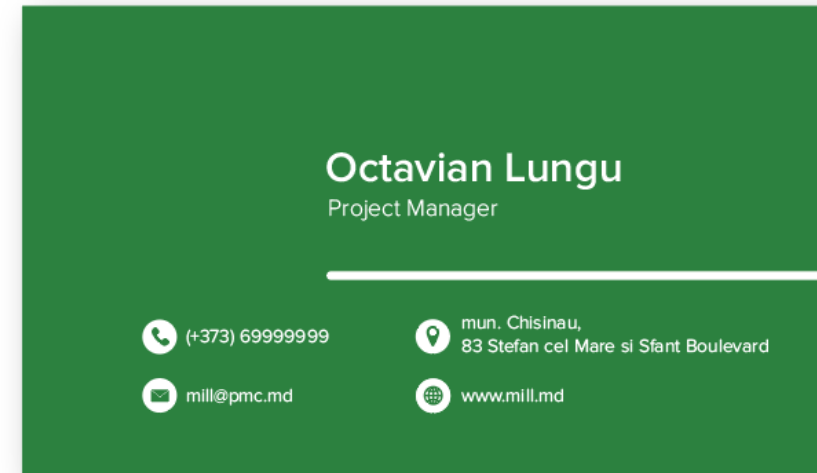 Octavian Lungu
Project Manager
(+373) 69999999
mun. Chisinau,
83 Stefan cel Mare si Sfant Boulevard
mill@pmc.md
www.mill.md